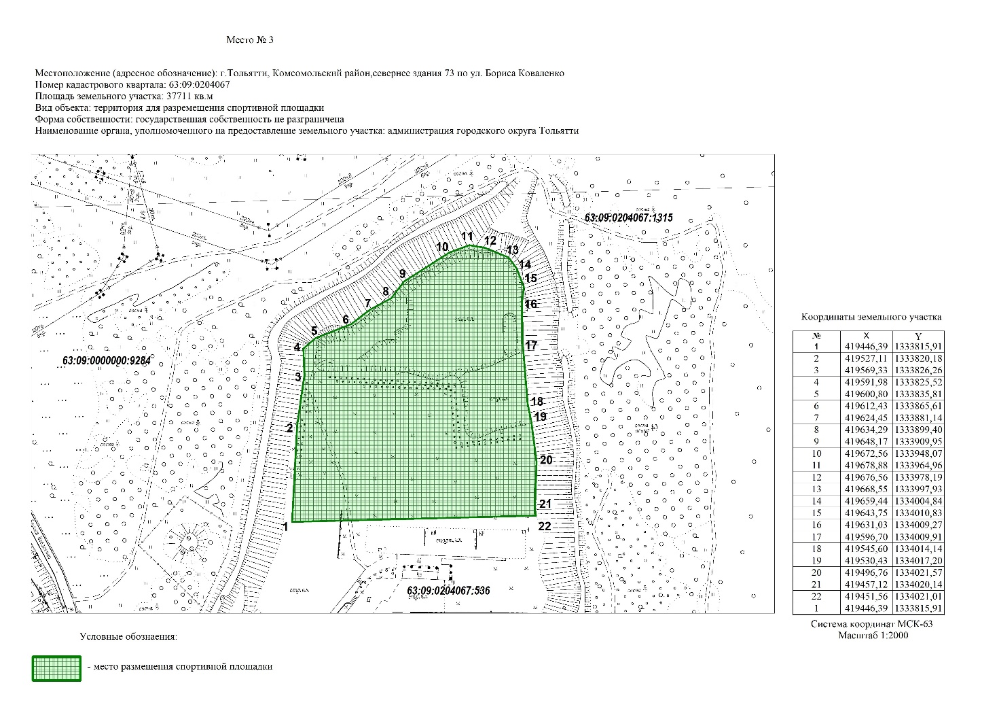 Место № 3
Местоположение (адресное обозначение): г.Тольятти, Комсомольский район,севернее здания 73 по ул. Бориса Коваленко
Номер кадастрового квартала: 63:09:0204067
Площадь земельного участка: 37711 кв.м
Вид объекта: территория для разремещения спортивной площадки
Форма собственности: государственная собственность не разграничена
Наименование органа, уполномоченного на предоставление земельного участка: администрация городского округа Тольятти
63:09:0204067:1315
11
12
10
13
14
9
15
8
7
16
6
5
4
17
63:09:0000000:9284
3
18
19
2
20
21
1
22
спорт.пл.
63:09:0204067:536
Координаты земельного участка
№ X Y
1 419446,39 1333815,91
2 419527,11 1333820,18
3 419569,33 1333826,26
4 419591,98 1333825,52
5 419600,80 1333835,81
6 419612,43 1333865,61
7 419624,45 1333881,14
8 419634,29 1333899,40
9 419648,17 1333909,95
10 419672,56 1333948,07
11 419678,88 1333964,96
12 419676,56 1333978,19
13 419668,55 1333997,93
14 419659,44 1334004,84
15 419643,75 1334010,83
16 419631,03 1334009,27
17 419596,70 1334009,91
18 419545,60 1334014,14
19 419530,43 1334017,20
20 419496,76 1334021,57
21 419457,12 1334020,14
22 419451,56 1334021,01
1 419446,39 1333815,91
Система координат МСК-63
Масштаб 1:2000
Условные обознаения:
- место размещения спортивной площадки